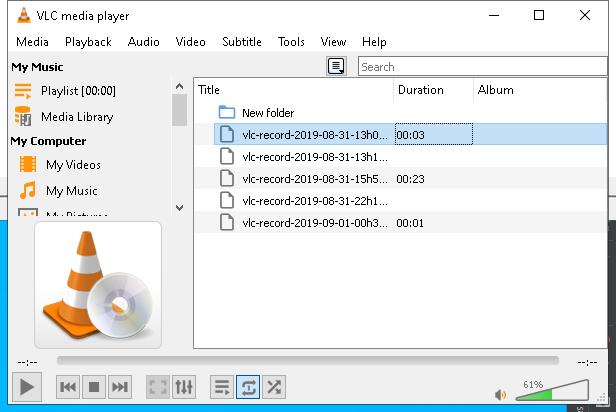 VLC media player
Media Playback Audio Video Subtitle Tools View Help
My Music
Playlist [00:00]
Media Library
My Computer
My Videos
My Music
My Pictures
Search
Title Duration Album
New folder
vlc-record-2019-08-31-13h0... 00:03
vlc-record-2019-08-31-13h1...
vlc-record-2019-08-31-15h5... 00:23
vlc-record-2019-08-31-22h1...
vlc-record-2019-09-01-00h3... 00:01
--:-- --:--
61%